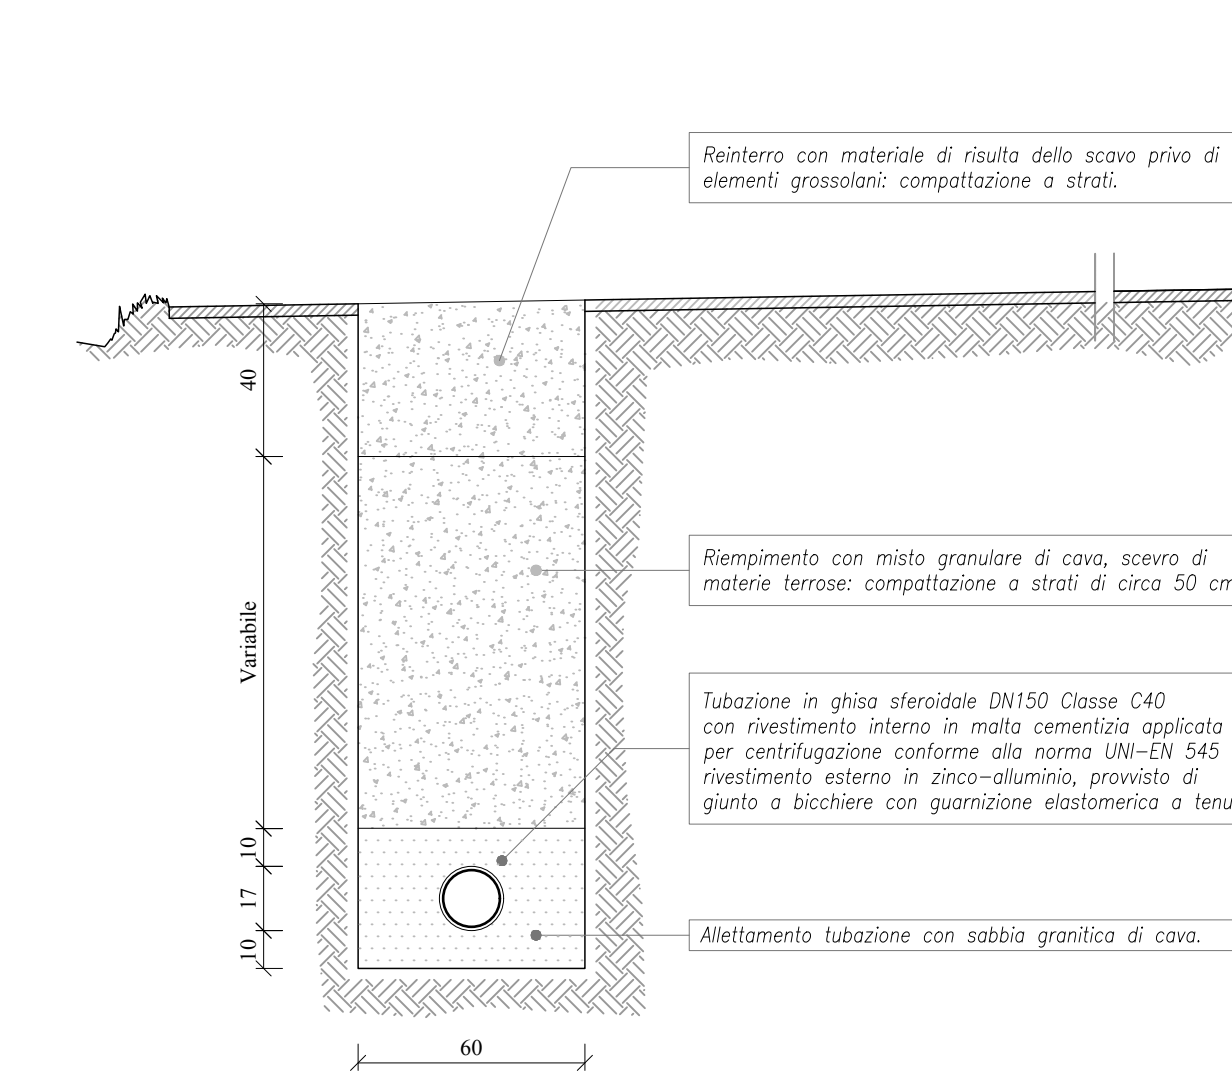 Reinterro con materiale di risulta dello scavo privo di
elementi grossolani: compattazione a strati.
40
Riempimento con misto granulare di cava, scevro di
materie terrose: compattazione a strati di circa 50 cm
Variabile
Tubazione in ghisa sferoidale DN150 Classe C40
con rivestimento interno in malta cementizia applicata
per centrifugazione conforme alla norma UNI-EN 545
rivestimento esterno in zinco-alluminio, provvisto di
giunto a bicchiere con guarnizione elastomerica a
10
17
10
Allettamento tubazione con sabbia granitica di cava.
60